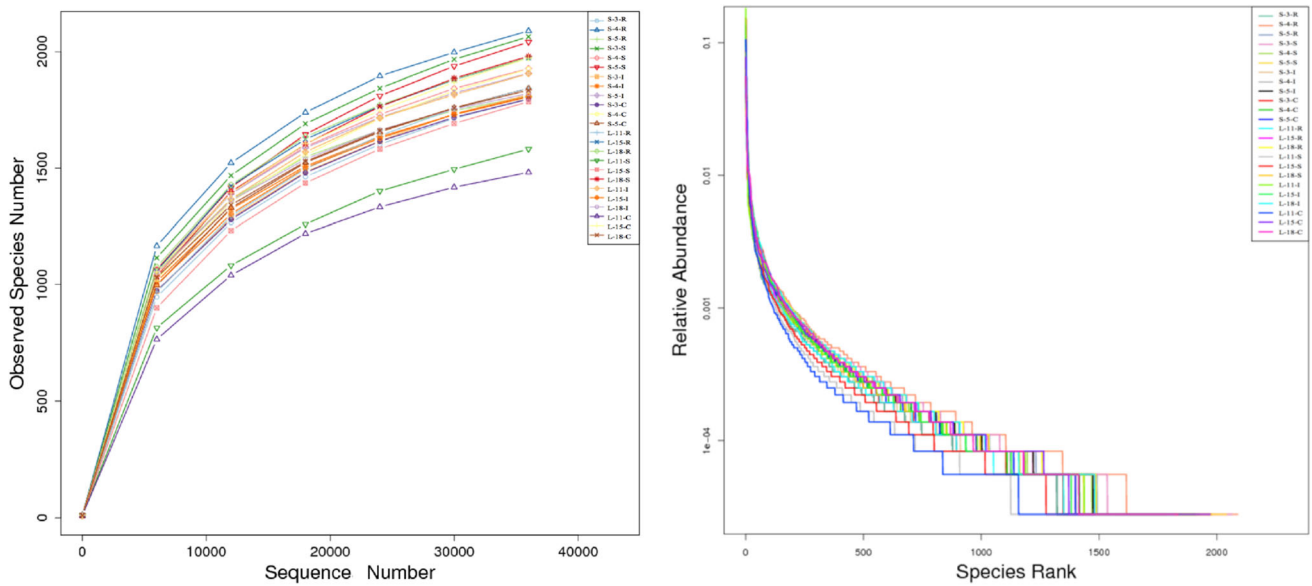 Observed Species Number
2000
1500
1000
500
0
0
10000
20000
30000
40000
Sequence Number
S-3-R
S-4-R
S-5-R
S-3-S
S-4-S
S-5-S
S-3-I
S-4-I
S-5-I
S-3-C
S-4-C
S-5-C
L-11-R
L-15-R
L-18-R
L-11-S
L-15-S
L-18-S
L-11-I
L-15-I
L-18-I
L-11-C
L-15-C
L-18-C
Relative Abundance
0.1
0.01
0.001
1e-04
0
500
1000
1500
2000
Species Rank
S-3-R
S-4-R
S-5-R
S-3-S
S-4-S
S-5-S
S-3-I
S-4-I
S-5-I
S-3-C
S-4-C
S-5-C
L-11-R
L-15-R
L-18-R
L-11-S
L-15-S
L-18-S
L-11-I
L-15-I
L-18-I
L-11-C
L-15-C
L-18-C